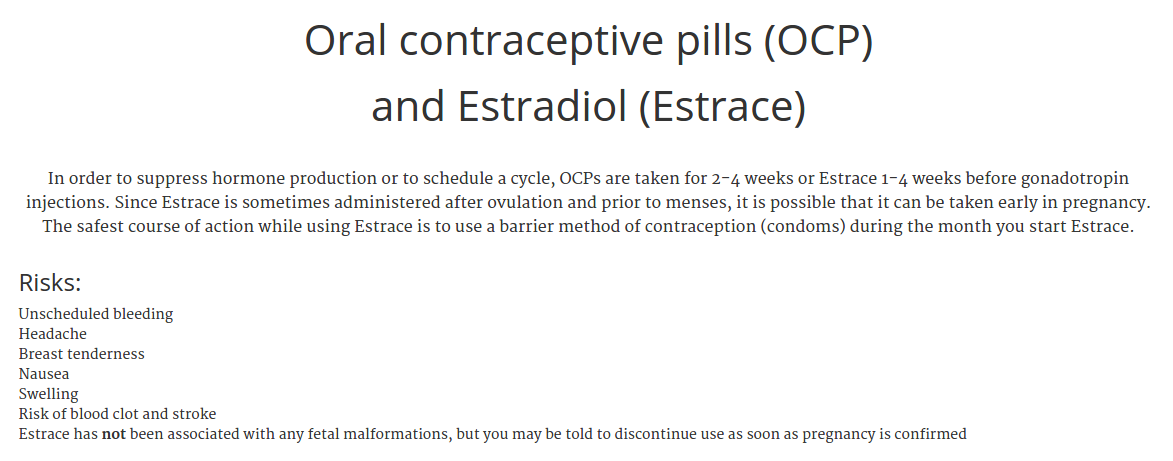 Oral contraceptive pills (OCP)
and Estradiol (Estrace)
In order to suppress hormone production or to schedule a cycle, OCPs are taken for 2-4 weeks or Estrace 1-4 weeks before gonadotropin
injections. Since Estrace is sometimes administered after ovulation and prior to menses, it is possible that it can be taken early in pregnancy.
The safest course of action while using Estrace is to use a barrier method of contraception (condoms) during the month you start Estrace.
Risks:
Unscheduled bleeding
Headache
Breast tenderness
Nausea
Swelling
Risk of blood clot and stroke
Estrace has not been associated with any fetal malformations, but you may be told to discontinue use as soon as pregnancy is confirmed